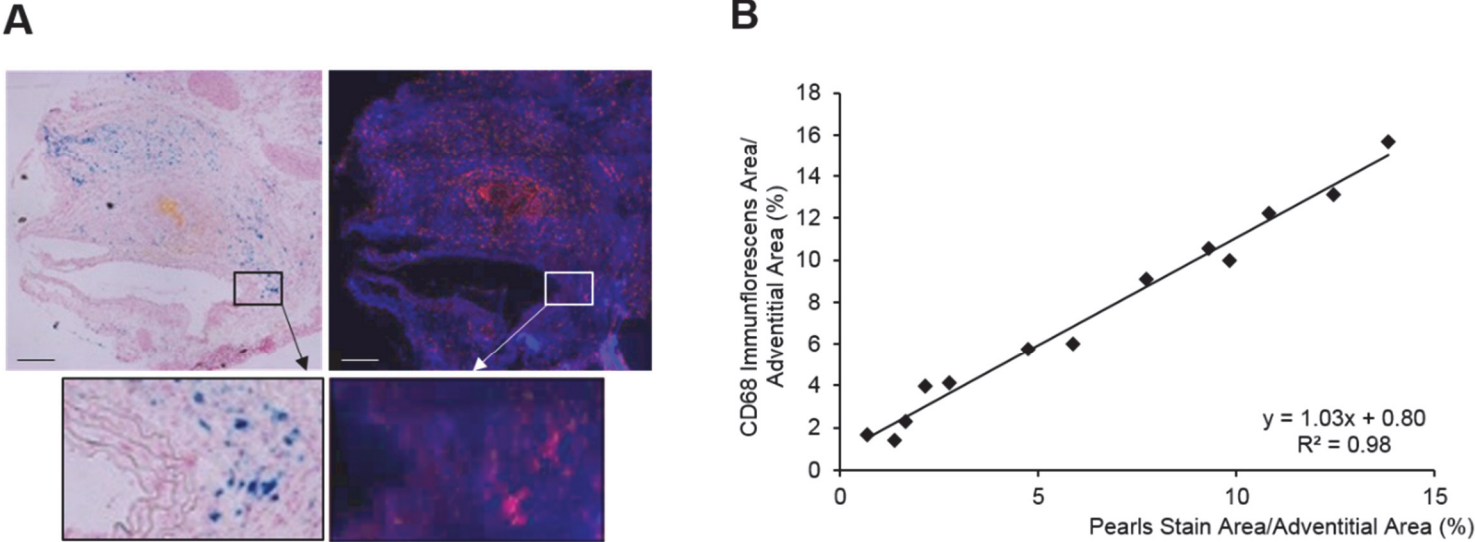 A
B
CD68 Immunflorescens Area/
Adventitial Area (%)
18
16
14
12
10
8
6
4
2
0
0
5
10
15
y = 1.03x + 0.80
R² = 0.98
Pearls Stain Area/Adventitial Area (%)